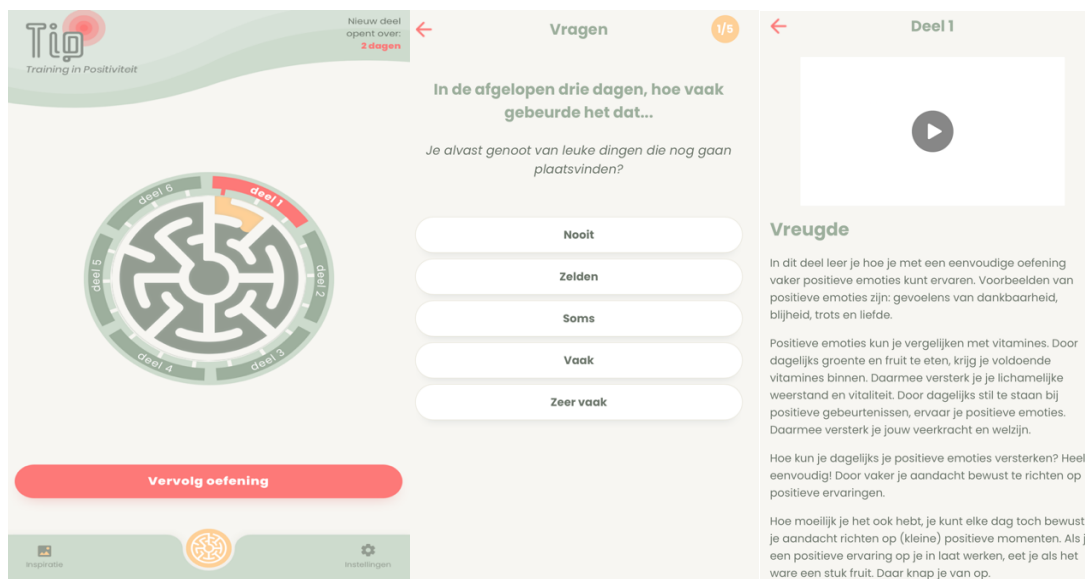 Tip
Training in Positiviteit
Nieuw deel
opent over:
2 dagen
deel 1
deel 2
deel 3
deel 4
deel 5
deel 6
Vervolg oefening
Inspiratie
Instellingen
Vragen
1/5
In de afgelopen drie dagen, hoe vaak
gebeurde het dat...
Je alvast genoot van leuke dingen die nog gaan
plaatsvinden?
Nooit
Zelden
Soms
Vaak
Zeer vaak
Deel 1
Vreugde
In dit deel leer je hoe je met een eenvoudige oefening
vaker positieve emoties kunt ervaren. Voorbeelden van
positieve emoties zijn: gevoelens van dankbaarheid,
blijheid, trots en liefde.
Positieve emoties kun je vergelijken met vitamines. Door
dagelijks groente en fruit te eten, krijg je voldoende
vitamines binnen. Daarmee versterk je je lichamelijke
weerstand en vitaliteit. Door dagelijks stil te staan bij
positieve gebeurtenissen, ervaar je positieve emoties.
Daarmee versterk je jouw veerkracht en welzijn.
Hoe kun je dagelijks je positieve emoties versterken? Heel
eenvoudig! Door vaker je aandacht bewust te richten op
positieve ervaringen.
Hoe moeilijk je het ook hebt, je kunt elke dag toch bewust
je aandacht richten op (kleine) positieve momenten. Als
een positieve ervaring op je in laat werken, eet je als het
ware een stuk fruit. Daar knap je van op.